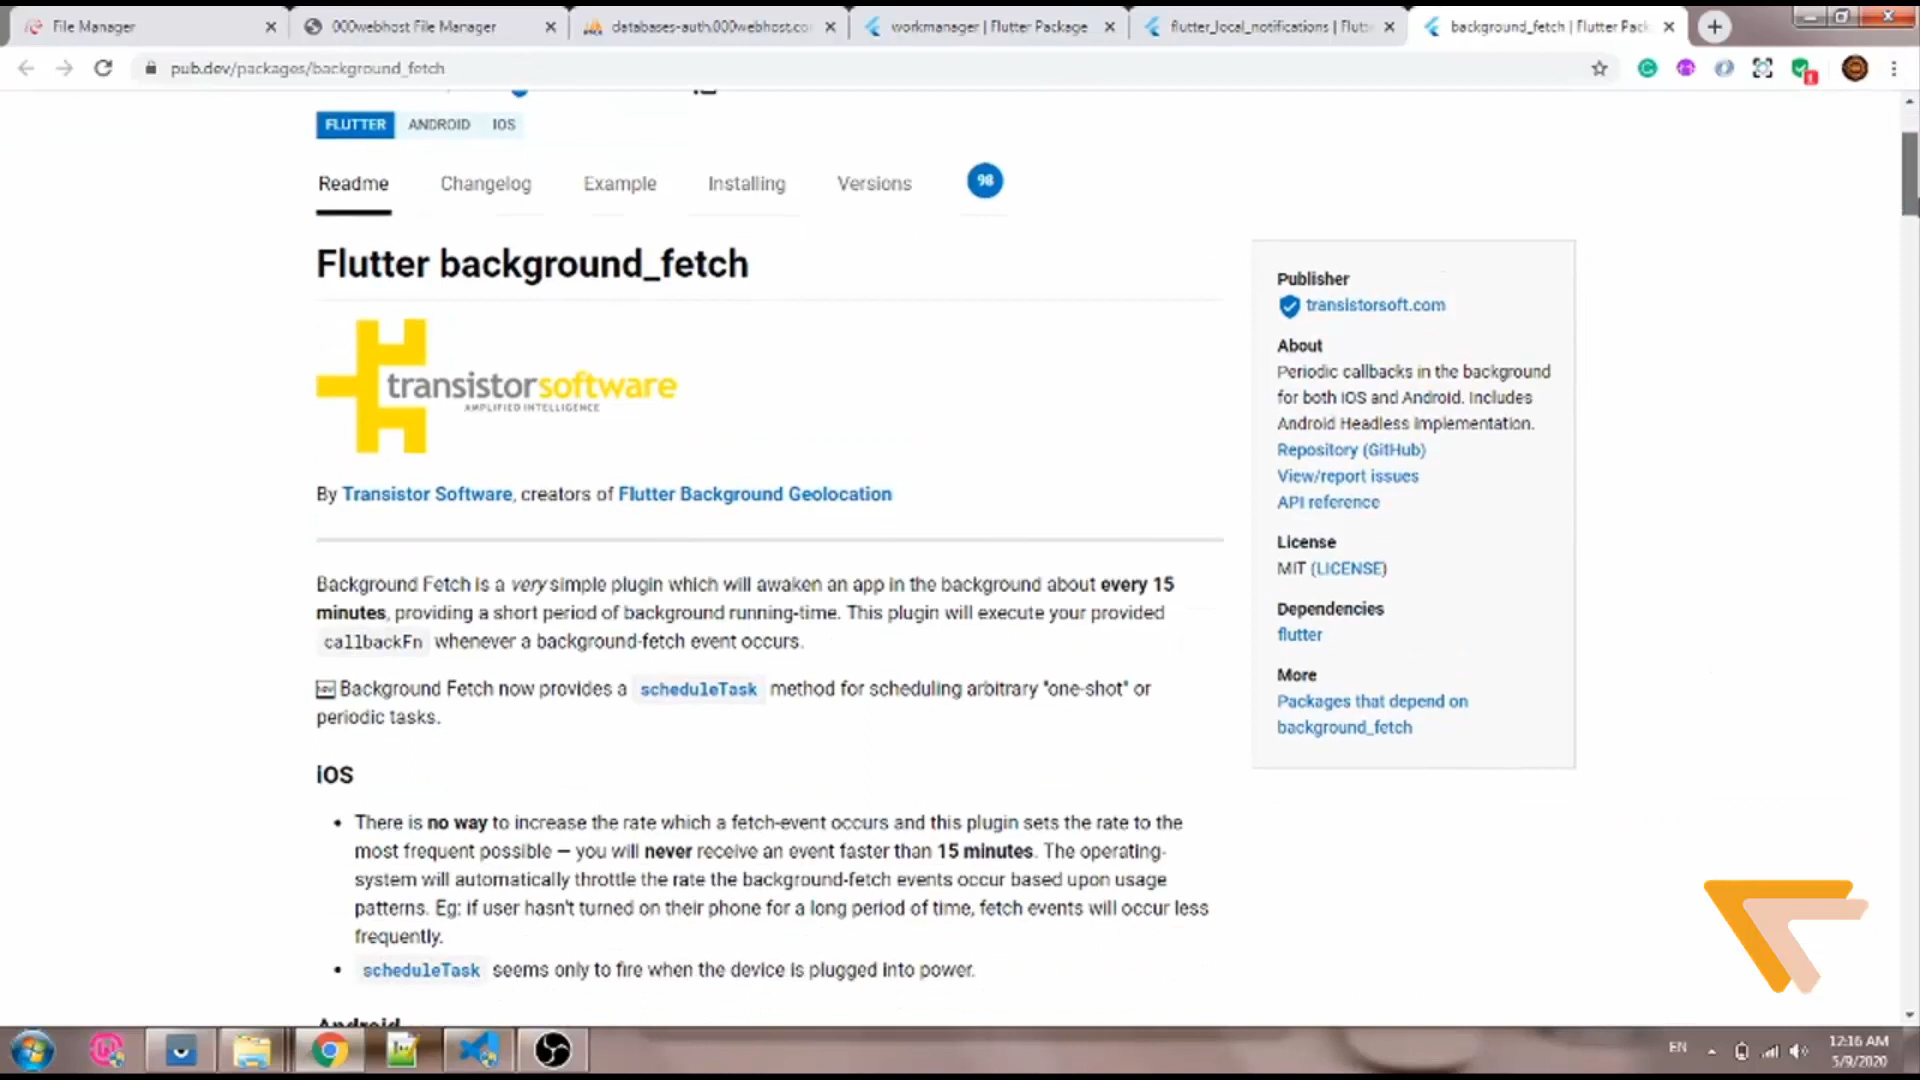 File Manager
000webhost File Manager
databases-auth.000webhost.co
workmanager | Flutter Package
flutter_local_notifications | Flutt
background_fetch | Flutter Pack
pub.dev/packages/background_fetch
FLUTTER ANDROID IOS
Readme Changelog Example Installing Versions 98
Flutter background_fetch
transistorsoftware
AMPLIFIED INTELLIGENCE
By Transistor Software, creators of Flutter Background Geolocation
Background Fetch is a very simple plugin which will awaken an app in the background about every 15
minutes, providing a short period of background running-time. This plugin will execute your provided
callbackFn whenever a background-fetch event occurs.
Background Fetch now provides a scheduleTask method for scheduling arbitrary "one-shot" or
periodic tasks.
iOS
• There is no way to increase the rate which a fetch-event occurs and this plugin sets the rate to the
most frequent possible — you will never receive an event faster than 15 minutes. The operating-
system will automatically throttle the rate the background-fetch events occur based upon usage
patterns. Eg: if user hasn't turned on their phone for a long period of time, fetch events will occur less
frequently.
• scheduleTask seems only to fire when the device is plugged into power.
Android
Publisher
transistorsoft.com
About
Periodic callbacks in the background
for both IOS and Android. Includes
Android Headless implementation.
Repository (GitHub)
View/report issues
API reference
License
MIT (LICENSE)
Dependencies
flutter
More
Packages that depend on
background_fetch
EN
12:16 AM
5/9/2020